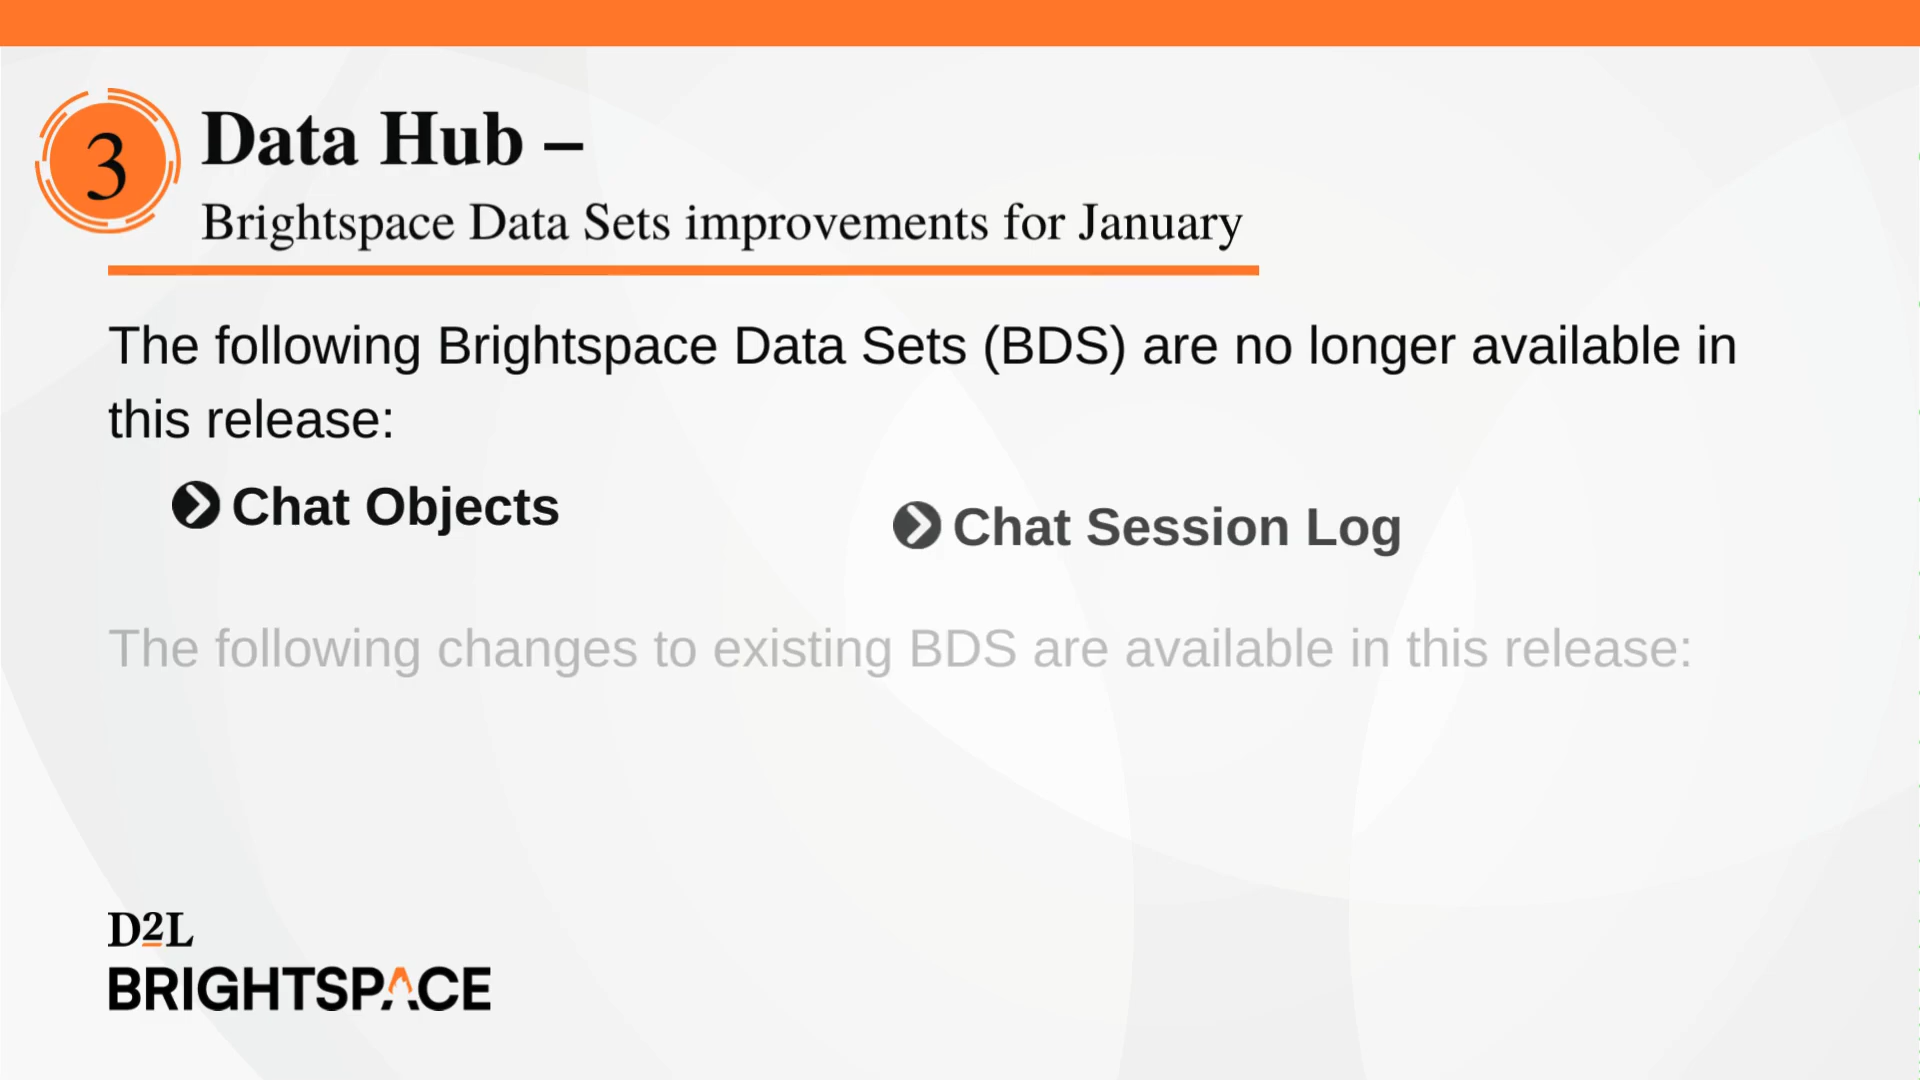 3
Data Hub –
Brightspace Data Sets improvements for January
The following Brightspace Data Sets (BDS) are no longer available in
this release:
Chat Objects
Chat Session Log
The following changes to existing BDS are available in this release:
D2L
BRIGHTSPACE